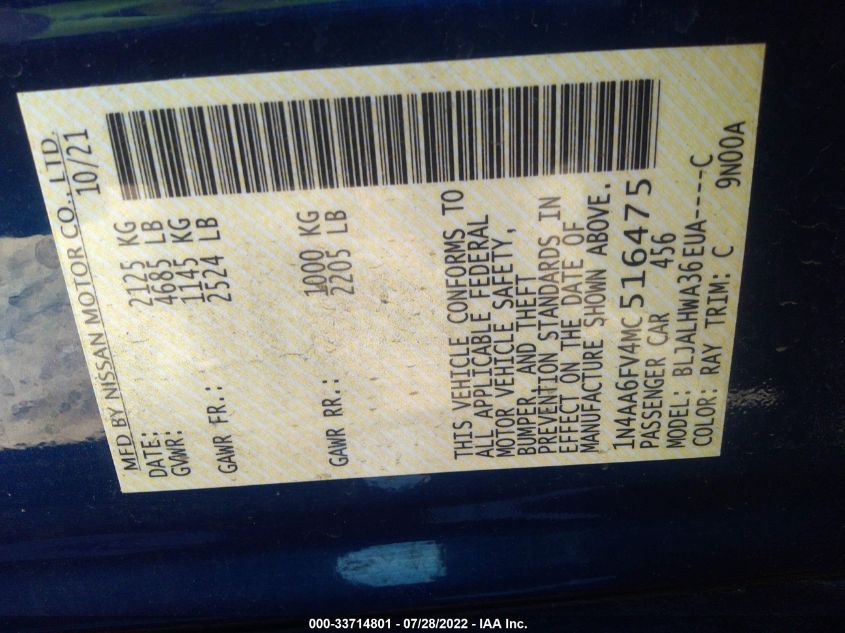 MFD BY NISSAN MOTOR CO., LTD.
DATE: 10/21
GVWR: 2125 KG
4685 LB
GAWR FR.: 1145 KG
2524 LB
GAWR RR.: 1000 KG
2205 LB
THIS VEHICLE CONFORMS TO
ALL APPLICABLE FEDERAL
MOTOR VEHICLE SAFETY,
BUMPER, AND THEFT
PREVENTION STANDARDS IN
EFFECT ON THE DATE OF
MANUFACTURE SHOWN ABOVE.
1N4AA6FV4MC516475
PASSENGER CAR 456
MODEL: BLJALHWA36EUA----C
COLOR: RAY TRIM: C 9N00A
000-33714801 - 07/28/2022 - IAA Inc.